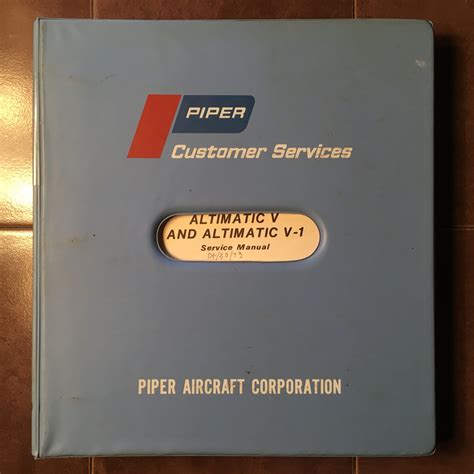 PIPER
Customer Services
ALTIMATIC V
AND ALTIMATIC V-1
Service Manual
PIPER AIRCRAFT CORPORATION